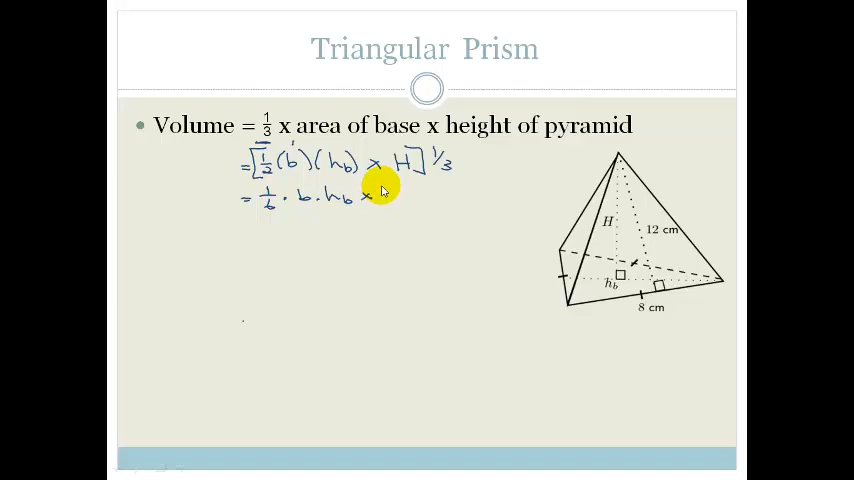 Triangular Prism
• Volume = 1/3 x area of base x height of pyramid
= [1/2 (b) (h_b) × H] 1/3
= 1/6 · b · h_b ×
H
12 cm
h_b
8 cm